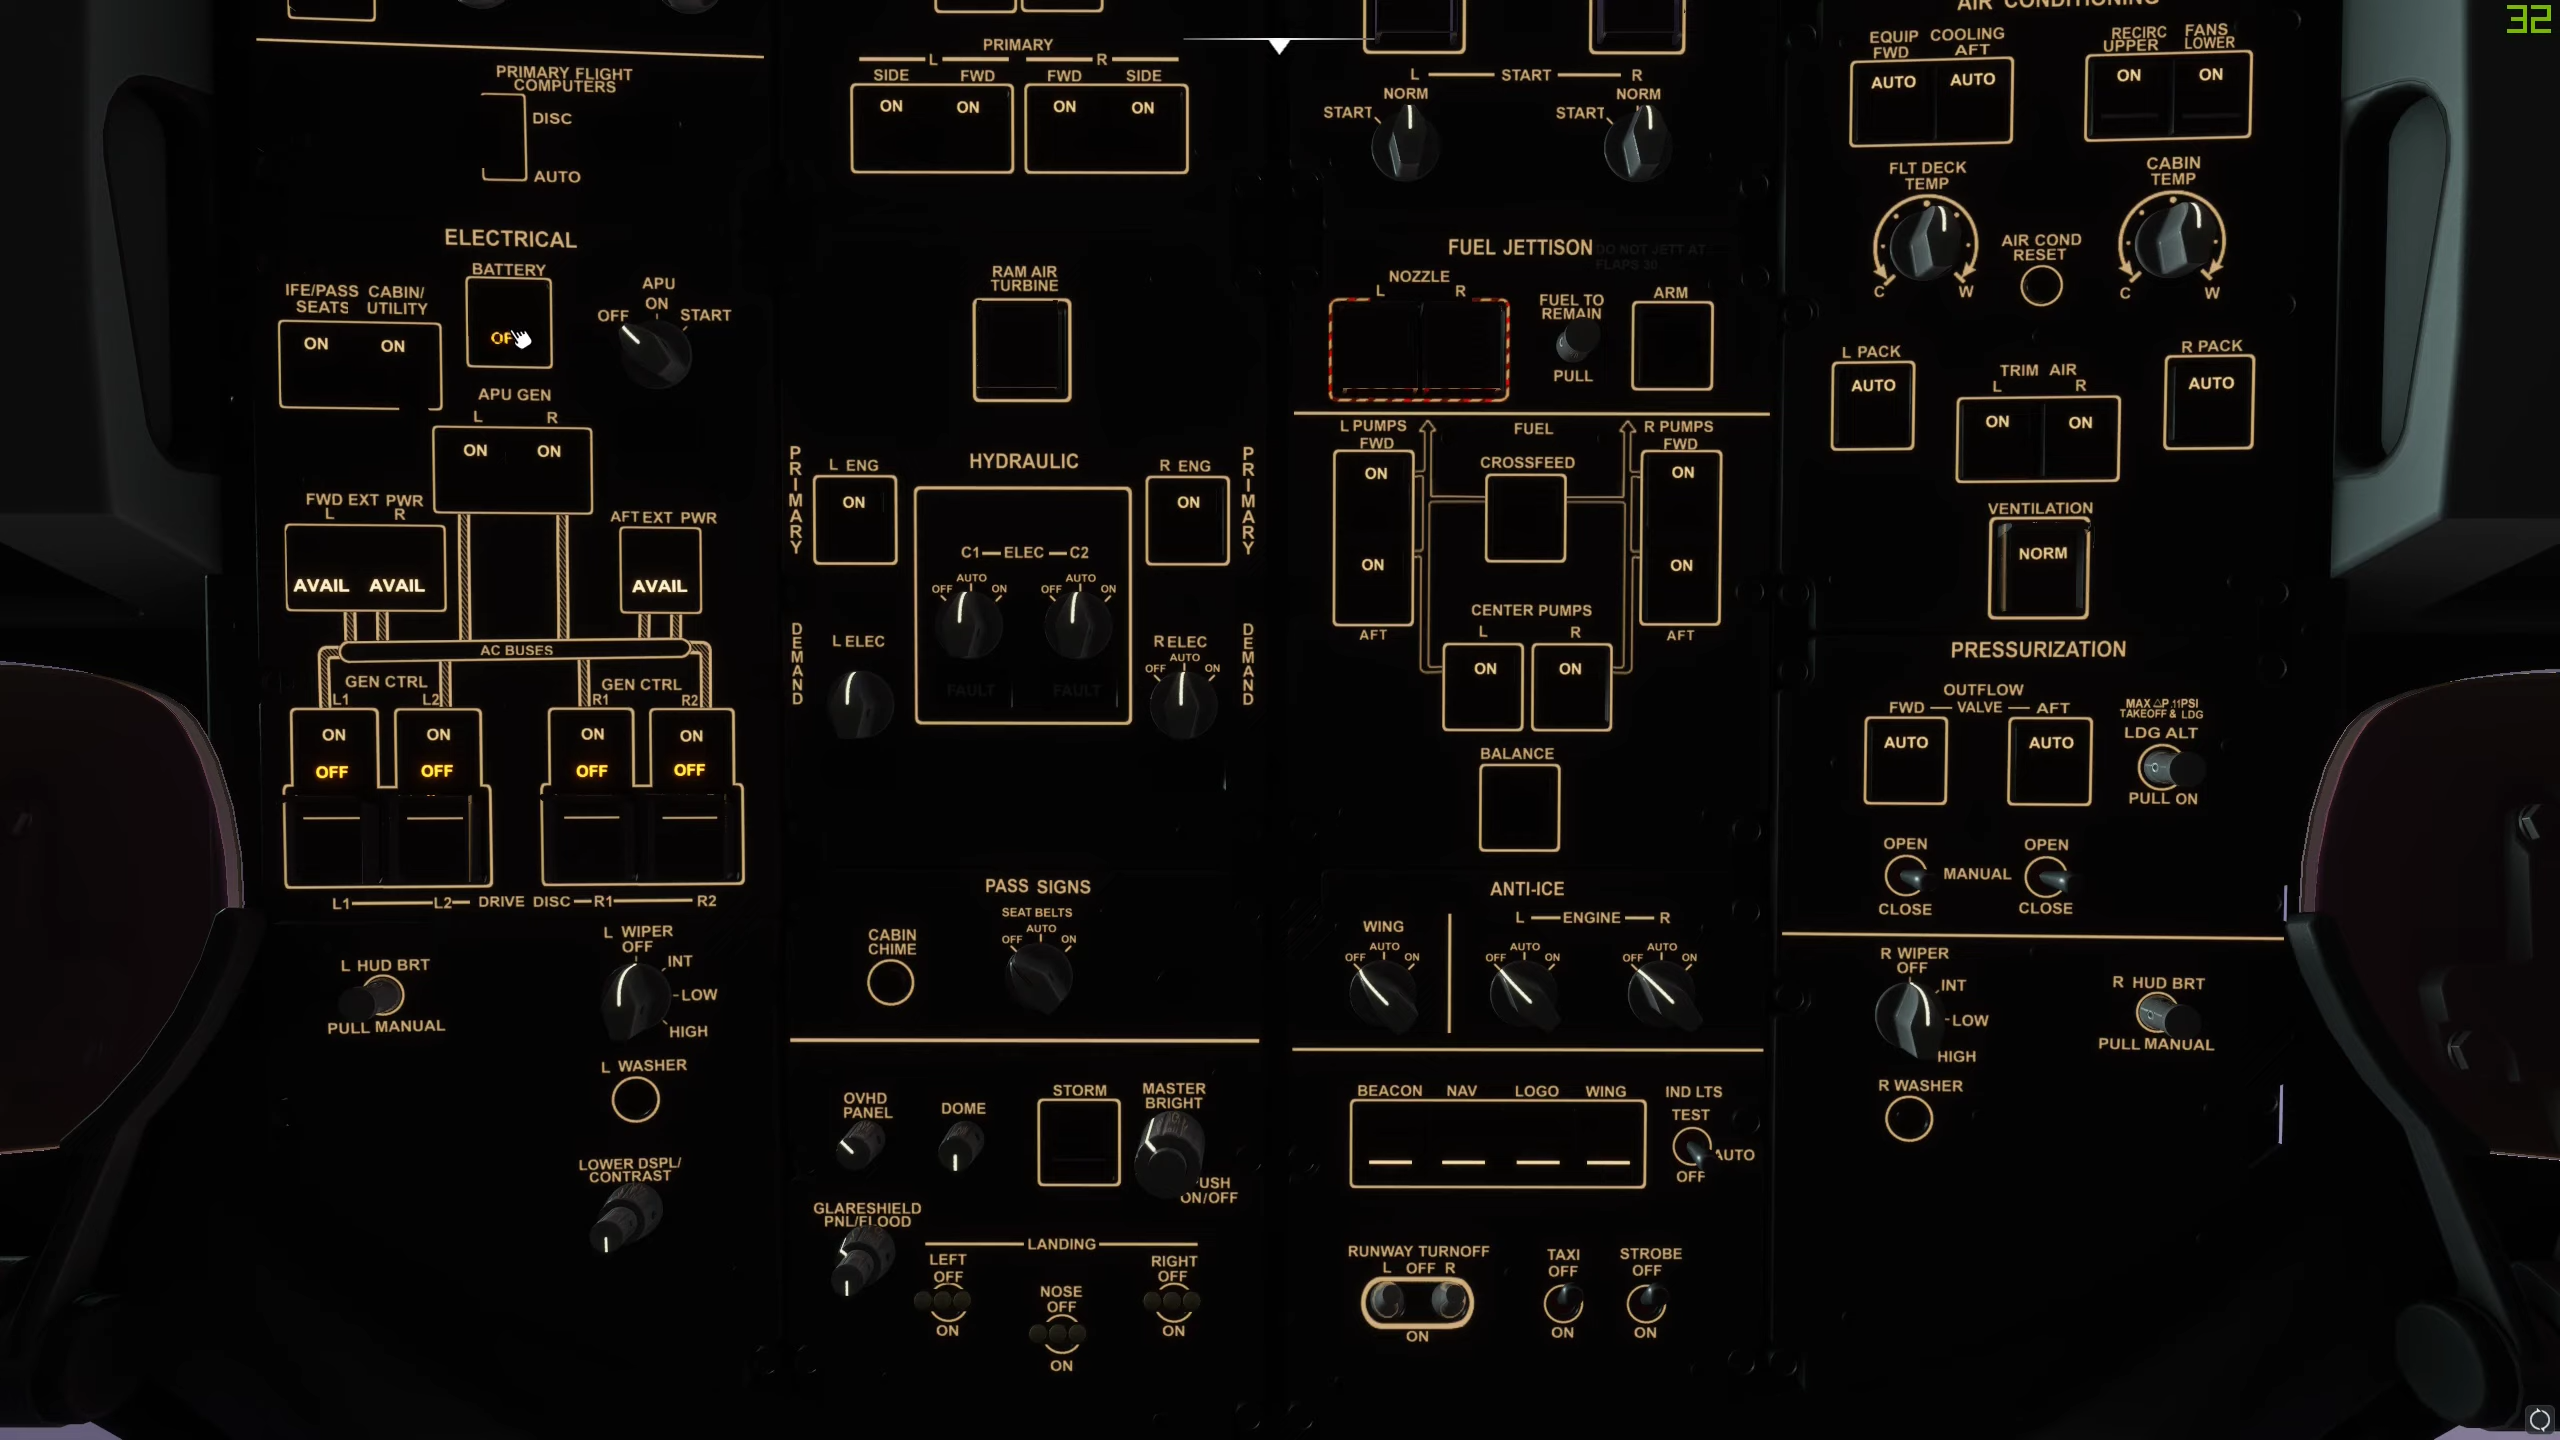 32
AIR CONDITIONING
PRIMARY FLIGHT
COMPUTERS
DISC
AUTO
ELECTRICAL
BATTERY
OFF
IFE/PASS
SEATS
CABIN/
UTILITY
ON
ON
APU
ON
OFF
START
APU GEN
L
R
ON
ON
FWD EXT PWR
L
R
AVAIL
AVAIL
AFT EXT PWR
AVAIL
AC BUSES
GEN CTRL
L1
L2
GEN CTRL
R1
R2
ON
OFF
ON
OFF
ON
OFF
ON
OFF
L1
L2
DRIVE DISC
R1
R2
L HUD BRT
PULL MANUAL
L WIPER
OFF
INT
LOW
HIGH
L WASHER
LOWER DSPL/
CONTRAST
PRIMARY
L
R
SIDE
FWD
FWD
SIDE
ON
ON
ON
ON
RAM AIR
TURBINE
HYDRAULIC
PRIMARY
L ENG
ON
R ENG
ON
PRIMARY
C1
ELEC
C2
OFF
AUTO
ON
OFF
AUTO
ON
FAULT
FAULT
DEMAND
L ELEC
R ELEC
OFF
AUTO
ON
DEMAND
PASS SIGNS
SEAT BELTS
OFF
AUTO
ON
CABIN
CHIME
OVHD
PANEL
DOME
STORM
MASTER
BRIGHT
PUSH
ON/OFF
GLARESHIELD
PNL/FLOOD
LANDING
LEFT
OFF
ON
NOSE
OFF
ON
RIGHT
OFF
ON
L
START
R
NORM
START
NORM
START
FUEL JETTISON
DO NOT JETT AT
FLAPS 30
NOZZLE
L
R
FUEL TO
REMAIN
PULL
ARM
L PUMPS
FWD
FUEL
R PUMPS
FWD
CROSSFEED
ON
ON
ON
ON
AFT
AFT
CENTER PUMPS
L
R
ON
ON
BALANCE
ANTI-ICE
WING
L
ENGINE
R
OFF
AUTO
ON
OFF
AUTO
ON
OFF
AUTO
ON
BEACON
NAV
LOGO
WING
IND LTS
TEST
AUTO
OFF
RUNWAY TURNOFF
L
OFF
R
ON
TAXI
OFF
ON
STROBE
OFF
ON
EQUIP COOLING
FWD
AFT
AUTO
AUTO
RECIRC FANS
UPPER
LOWER
ON
ON
FLT DECK
TEMP
C
W
CABIN
TEMP
C
W
AIR COND
RESET
L PACK
AUTO
TRIM AIR
L
R
ON
ON
R PACK
AUTO
VENTILATION
NORM
PRESSURIZATION
OUTFLOW
FWD
VALVE
AFT
AUTO
AUTO
MAX △P.11PSI
TAKEOFF & LDG
LDG ALT
PULL ON
OPEN
CLOSE
MANUAL
OPEN
CLOSE
R WIPER
OFF
INT
LOW
HIGH
R WASHER
R HUD BRT
PULL MANUAL